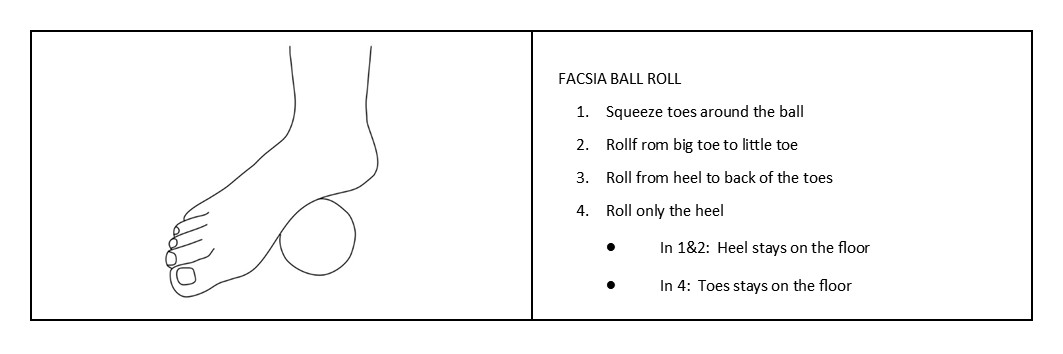 FACSIA BALL ROLL
1. Squeeze toes around the ball
2. Rollf rom big toe to little toe
3. Roll from heel to back of the toes
4. Roll only the heel
● In 1&2: Heel stays on the floor
● In 4: Toes stays on the floor